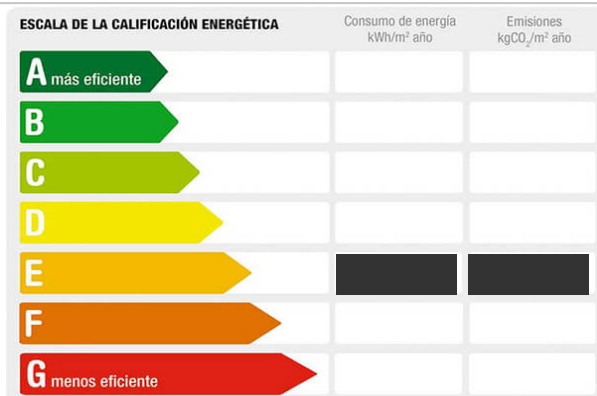 ESCALA DE LA CALIFICACIÓN ENERGÉTICA
Consumo de energía
kWh/m² año
Emisiones
kgCO₂/m² año
A más eficiente
B
C
D
E
F
G menos eficiente